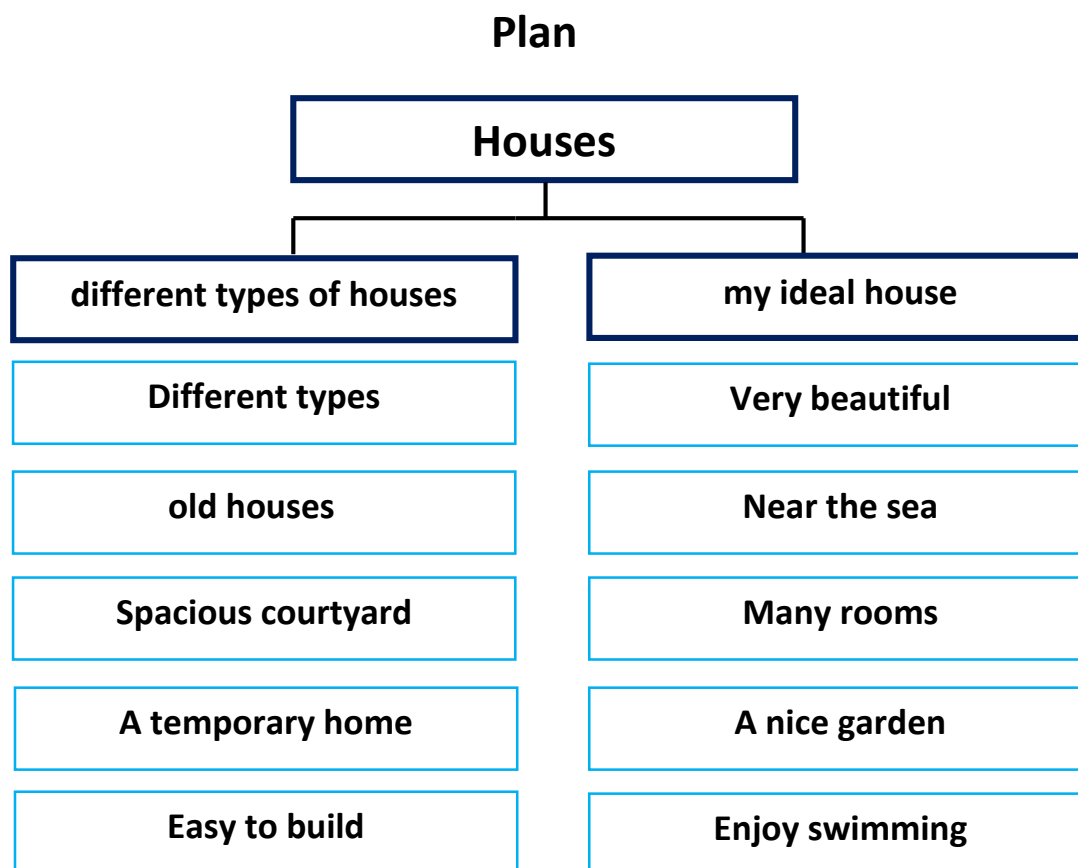 Plan
Houses
different types of houses
my ideal house
Different types
Very beautiful
old houses
Near the sea
Spacious courtyard
Many rooms
A temporary home
A nice garden
Easy to build
Enjoy swimming